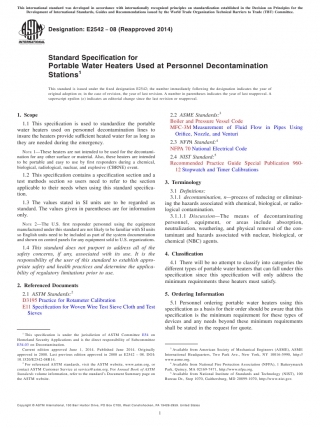 This international standard was developed in accordance with internationally recognized principles on standardization established in the Decision on Principles for the
Development of International Standards, Guides and Recommendations issued by the World Trade Organization Technical Barriers to Trade (TBT) Committee.
Designation: E2542 - 08 (Reapproved 2014)
Standard Specification for
Portable Water Heaters Used at Personnel Decontamination
Stations1
This standard is issued under the fixed designation E2542; the number immediately following the designation indicates the year of
original adoption or, in the case of revision, the year of last revision. A number in parentheses indicates the year of last reapproval. A
superscript epsilon (ε) indicates an editorial change since the last revision or reapproval.
1. Scope
1.1 This specification is used to standardize the portable
water heaters used on personnel decontamination lines to
insure the heaters provide sufficient heated water for as long as
they are needed during the emergency.
NOTE 1—These heaters are not intended to be used for the decontami-
nation for any other surface or material. Also, these heaters are intended
to be portable and easy to use by first responders during a chemical,
biological, radiological, nuclear, and explosive (CBRNE) event.
1.2 This specification contains a specification section and a
test methods section so users need to refer to the section
applicable to their needs when using this standard specifica-
tion.
1.3 The values stated in SI units are to be regarded as
standard. The values given in parentheses are for information
only.
NOTE 2—The U.S. first responder personnel using the equipment
manufactured under this standard are not likely to be familiar with SI units
so English units need to be included as part of the system documentation
and shown on control panels for any equipment sold to U.S. organizations.
1.4 This standard does not purport to address all of the
safety concerns, if any, associated with its use. It is the
responsibility of the user of this standard to establish appro-
priate safety and health practices and determine the applica-
bility of regulatory limitations prior to use.
2. Referenced Documents
2.1 ASTM Standards:2
D3195 Practice for Rotameter Calibration
E11 Specification for Woven Wire Test Sieve Cloth and Test
Sieves
1 This specification is under the jurisdiction of ASTM Committee E54 on
Homeland Security Applications and is the direct responsibility of Subcommittee
on Decontamination.
Current edition approved June 1, 2014. Published June 2014. Originally
approved in 2008. Last previous edition approved in 2008 as E2542 – 08. DOI:
2 For referenced ASTM standards, visit the ASTM website, www.astm.org, or
contact ASTM Customer Service at service@astm.org. For Annual Book of ASTM
Standards volume information, refer to the standard's Document Summary page on
the ASTM website.
2.2 ASME Standards:3
Boiler and Pressure Vessel Code
MFC-3M Measurement of Fluid Flow in Pipes Using
Orifice, Nozzle, and Venturi
2.3 NFPA Standard:4
NFPA 70 National Electrical Code
2.4 NIST Standard:5
Recommended Practice Guide Special Publication 960-
12 Stopwatch and Timer Calibrations
3. Terminology
3.1 Definitions:
3.1.1 decontamination, n—process of reducing or eliminat-
ing the hazards associated with chemical, biological, or radio-
logical contamination.
3.1.1.1 Discussion—The means of decontaminating
personnel, equipment, or areas include absorption,
neutralization, weathering, and physical removal of the con-
taminant and hazards associated with nuclear, biological, or
chemical (NBC) agents.
4. Classification
4.1 There will be no attempt to classify into categories the
different types of portable water heaters that can fall under this
specification since this specification will only address the
minimum requirements these heaters must satisfy.
5. Ordering Information
5.1 Personnel ordering portable water heaters using this
specification as a basis for their order should be aware that this
specification is the minimum requirements for these types of
devices and any needs beyond these minimum requirements
shall be stated in the request for quote.
3 Available from American Society of Mechanical Engineers (ASME), ASME
International Headquarters, Two Park Ave., New York, NY 10016-5990, http://
www.asme.org.
4 Available from National Fire Protection Association (NFPA), 1 Batterymarch
Park, Quincy, MA 02169-7471, http://www.nfpa.org.
5 Available from National Institute of Standards and Technology (NIST), 100
Bureau Dr., Stop 1070, Gaithersburg, MD 20899-1070, http://www.nist.gov.
Copyright © ASTM International, 100 Barr Harbor Drive, PO Box C700, West Conshohocken, PA 19428-2959. United States
1